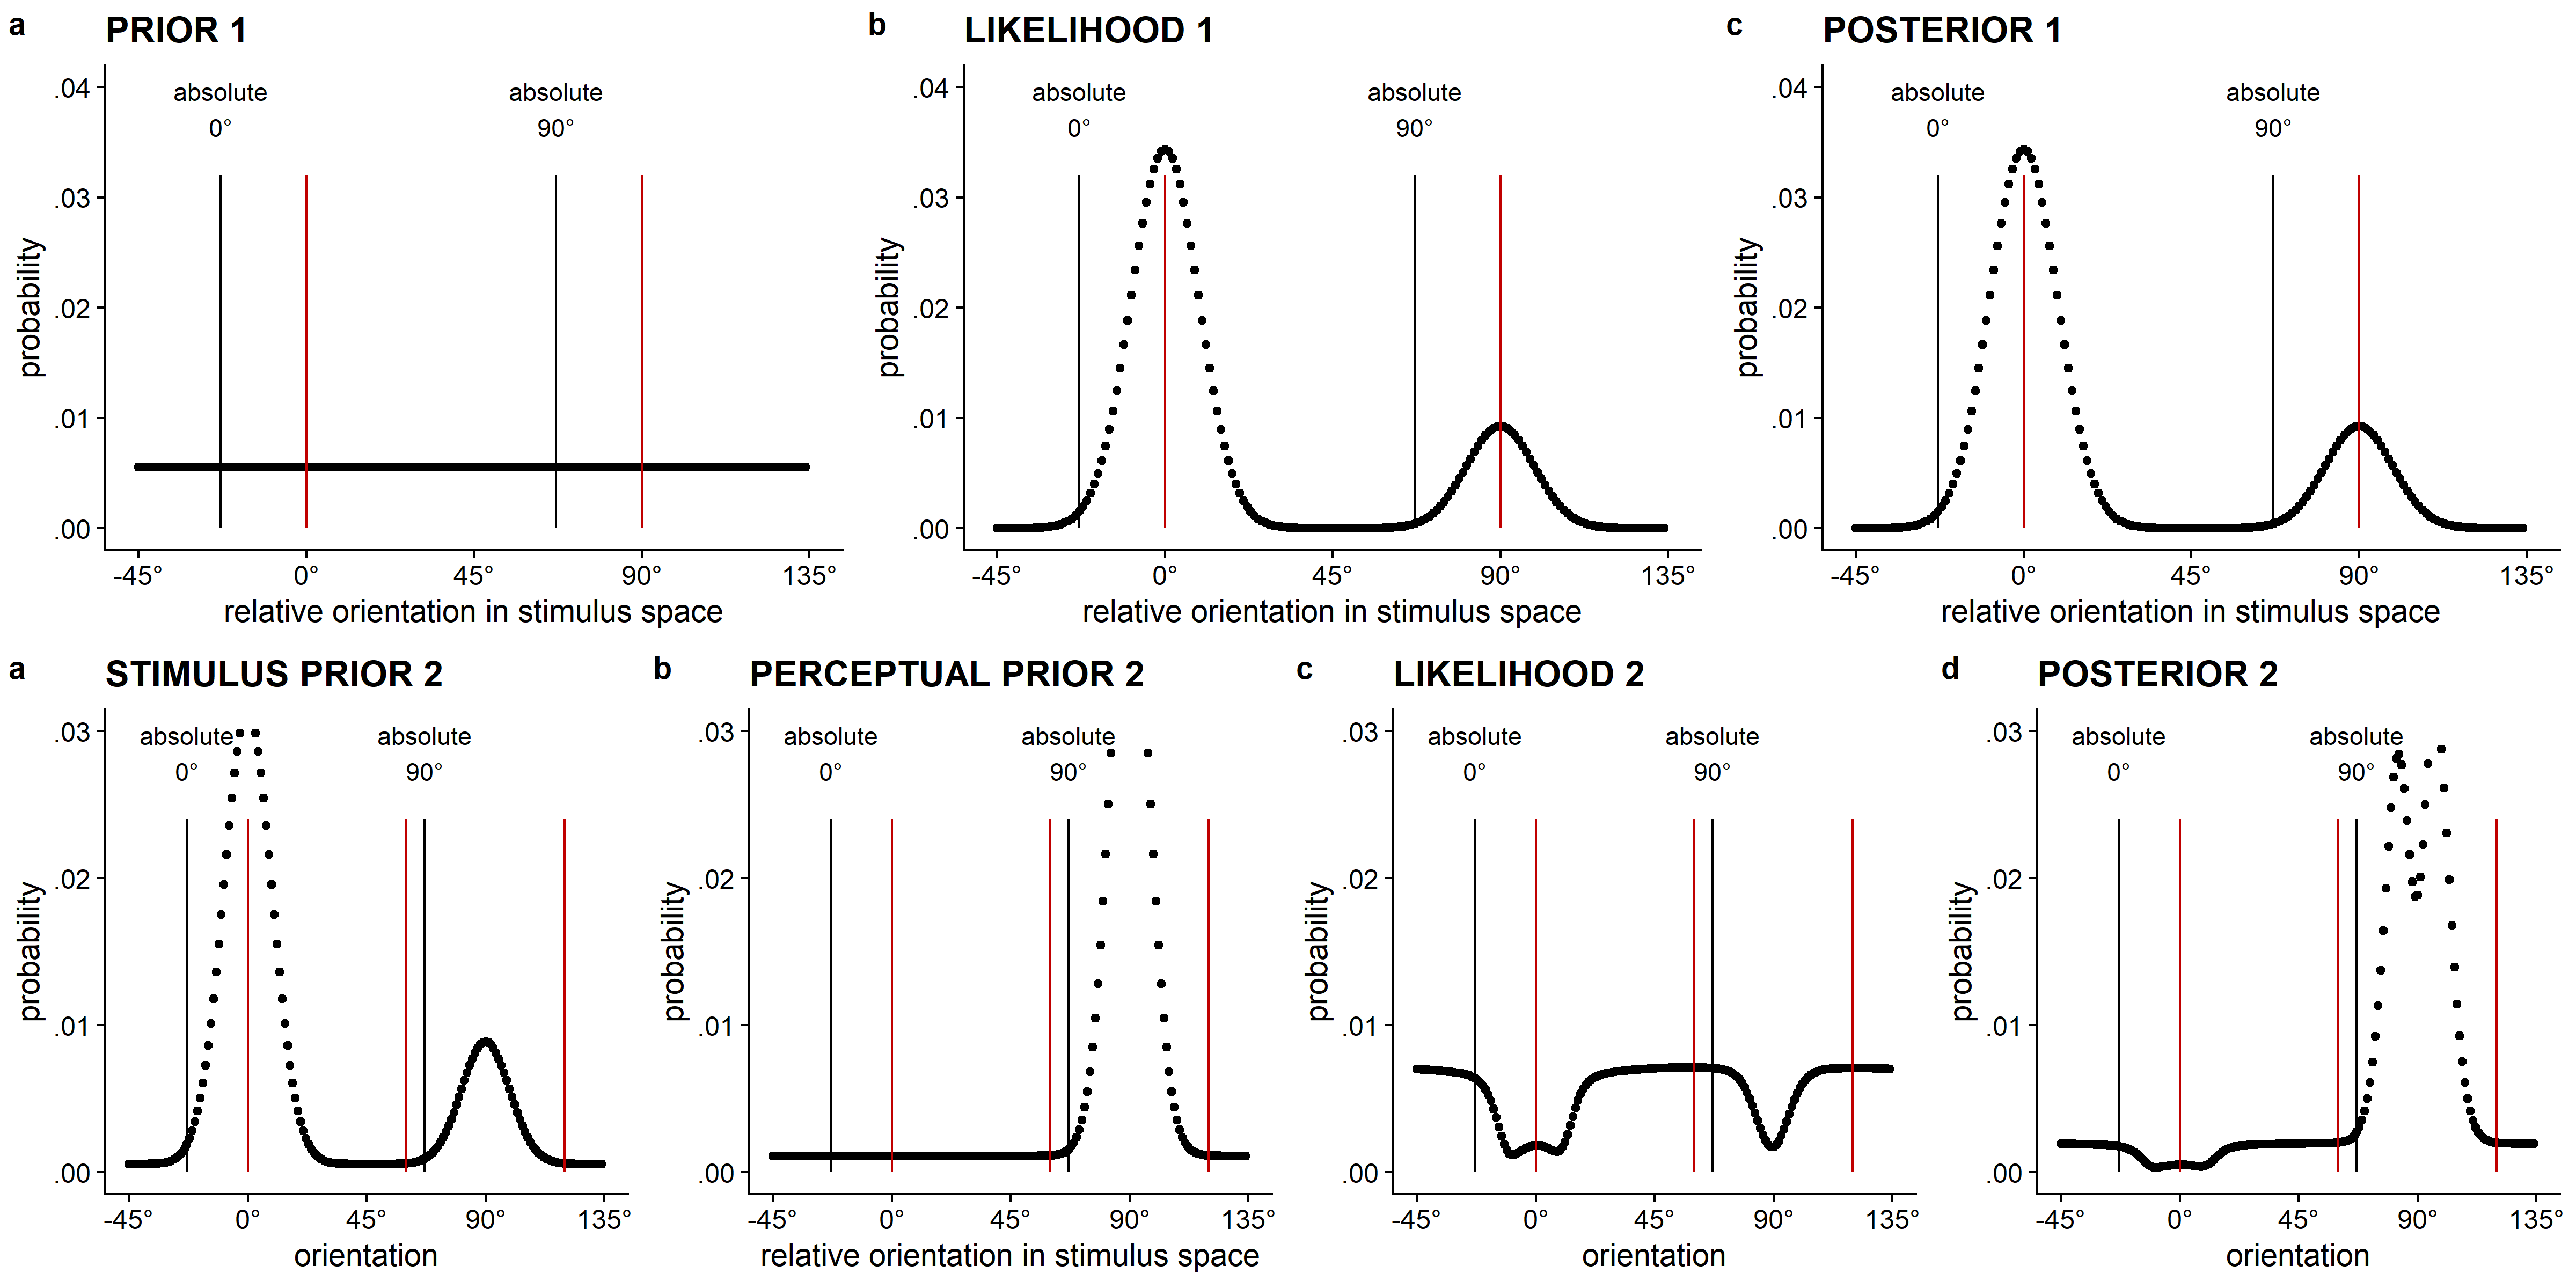 a PRIOR 1
.04
.03
.02
.01
.00
probability
absolute
0°
absolute
90°
-45° 0° 45° 90° 135°
relative orientation in stimulus space
b LIKELIHOOD 1
.04
.03
.02
.01
.00
probability
absolute
0°
absolute
90°
-45° 0° 45° 90° 135°
relative orientation in stimulus space
c POSTERIOR 1
.04
.03
.02
.01
.00
probability
absolute
0°
absolute
90°
-45° 0° 45° 90° 135°
relative orientation in stimulus space
a STIMULUS PRIOR 2
.03
.02
.01
.00
probability
absolute
0°
absolute
90°
-45° 0° 45° 90° 135°
orientation
b PERCEPTUAL PRIOR 2
.03
.02
.01
.00
probability
absolute
0°
absolute
90°
-45° 0° 45° 90° 135°
relative orientation in stimulus space
c LIKELIHOOD 2
.03
.02
.01
.00
probability
absolute
0°
absolute
90°
-45° 0° 45° 90° 135°
orientation
d POSTERIOR 2
.03
.02
.01
.00
probability
absolute
0°
absolute
90°
-45° 0° 45° 90° 135°
orientation